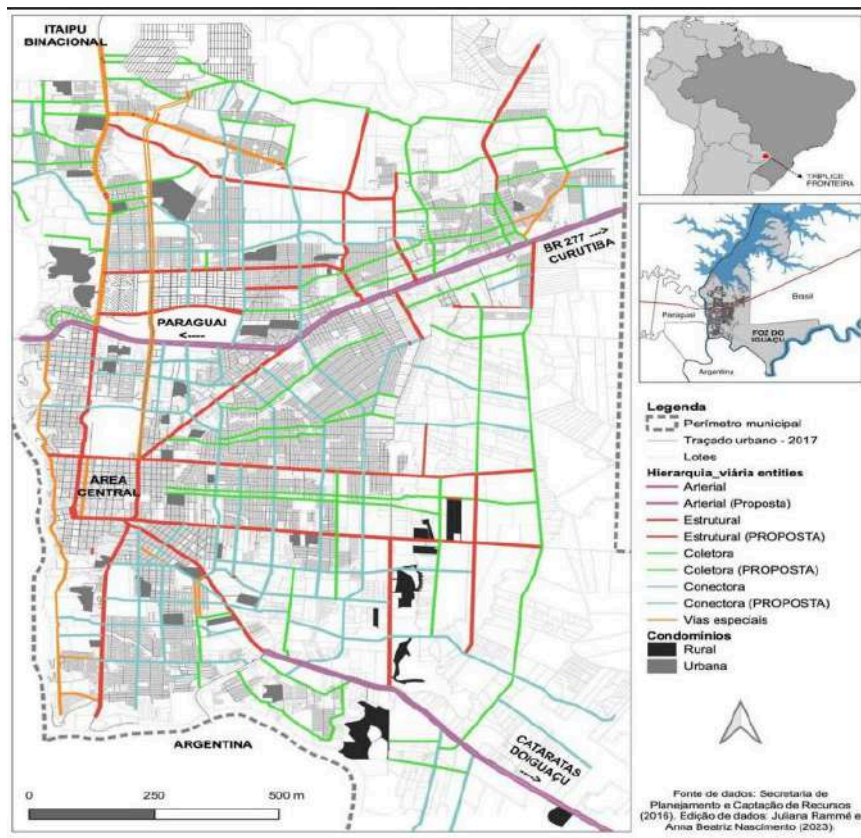 ITAIPU
BINACIONAL
BR 277 --->
CURUTIBA
PARAGUAI
<----
AREA
CENTRAL
ARGENTINA
CATARATAS
DOIGUAÇU
---->
0 250 500 m
TRÍPLICE
FRONTEIRA
Brasil
Paraguai
FOZ DO
IGUAÇU
Argentina
Legenda
Perímetro municipal
Traçado urbano - 2017
Lotes
Hierarquia_viária entities
Arterial
Arterial (Proposta)
Estrutural
Estrutural (PROPOSTA)
Coletora
Coletora (PROPOSTA)
Conectora
Conectora (PROPOSTA)
Vias especiais
Condomínios
Rural
Urbana
Fonte de dados: Secretaria de
Planejamento e Captação de Recursos
(2016). Edição de dados: Juliana Rammé e
Anna Beatriz Nascimento (2023).